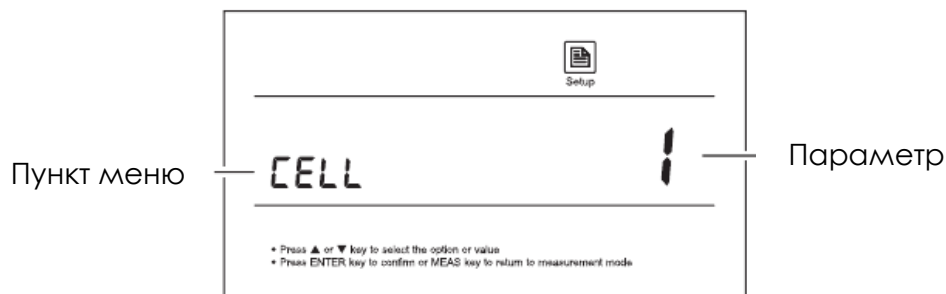 Setup
Пункт меню
CELL
1
Параметр
• Press ▲ or ▼ key to select the option or value
• Press ENTER key to confirm or MEAS key to return to measurement mode